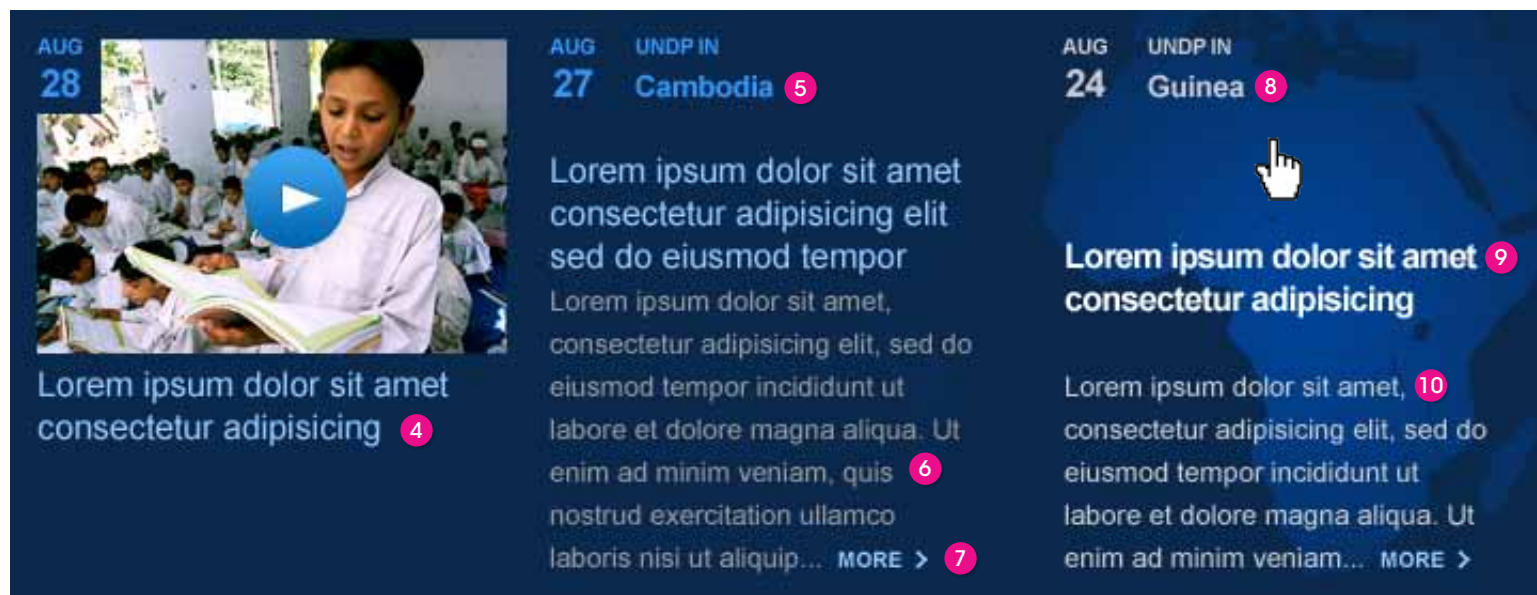 AUG
28
Lorem ipsum dolor sit amet
consectetur adipisicing 4
AUG UNDP IN
27 Cambodia 5
Lorem ipsum dolor sit amet
consectetur adipisicing elit
sed do eiusmod tempor
Lorem ipsum dolor sit amet,
consectetur adipisicing elit, sed do
eiusmod tempor incididunt ut
labore et dolore magna aliqua. Ut
enim ad minim veniam, quis 6
nostrud exercitation ullamco
laboris nisi ut aliquip... MORE > 7
AUG UNDP IN
24 Guinea 8
Lorem ipsum dolor sit amet 9
consectetur adipisicing
Lorem ipsum dolor sit amet, 10
consectetur adipisicing elit, sed do
eiusmod tempor incididunt ut
labore et dolore magna aliqua. Ut
enim ad minim veniam... MORE >